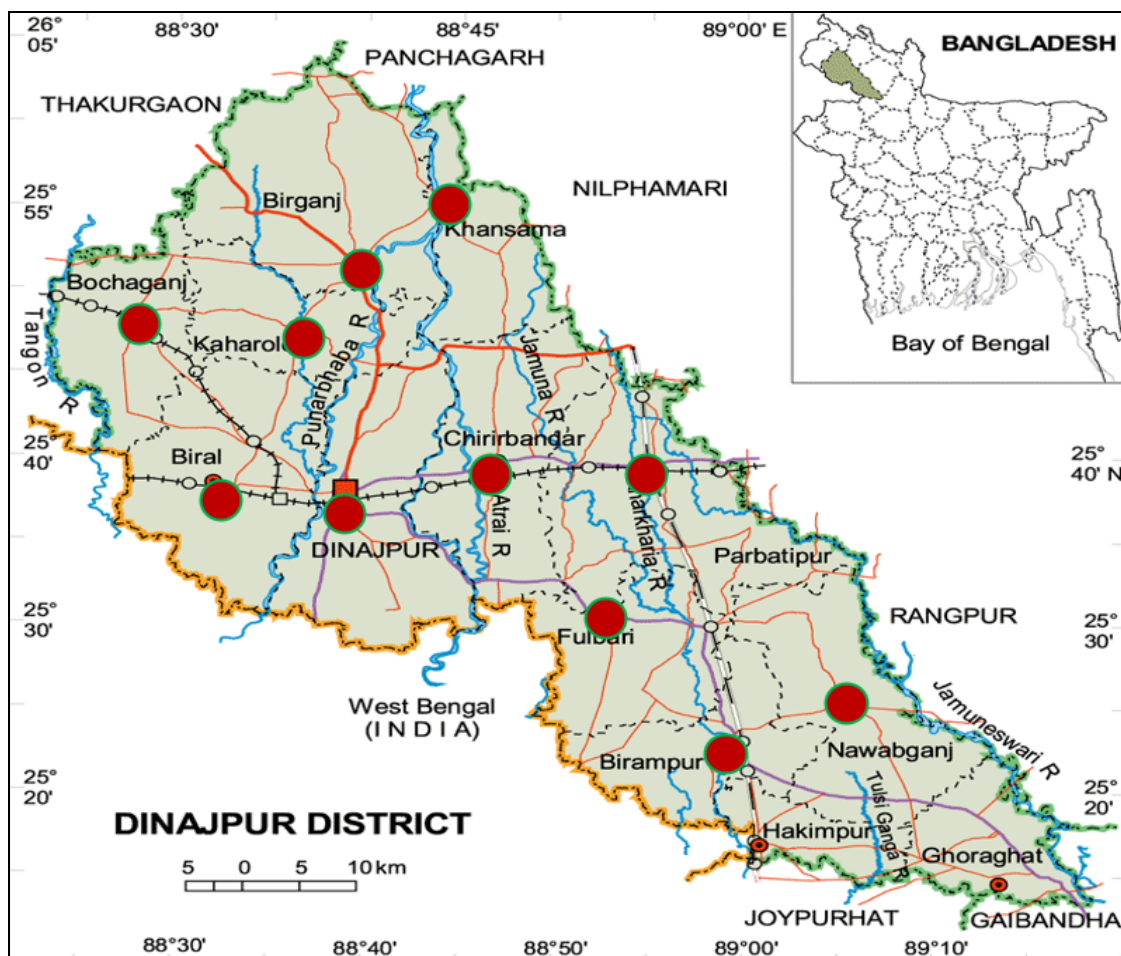 26°
05'
88°30'
88°45'
89°00' E
PANCHAGARH
BANGLADESH
THAKURGAON
25°
55'
NILPHAMARI
Birganj
Khansama
Bochaganj
Tangon R
Kaharol
Punarbhaba R
Jamuna R
Bay of Bengal
25°
40'
Chirirbandar
25°
40' N
Biral
Atrai R
DINAJPUR
Parbatipur
25°
30'
RANGPUR
25°
30'
Fulbari
West Bengal
(I N D I A)
Jamuneswari R
Nawabganj
Birampur
25°
20'
25°
20'
Tulsi Ganga R
DINAJPUR DISTRICT
Hakimpur
Ghoraghat
5 0 5 10 km
JOYPURHAT
GAIBANDHA
88°30'
88°40'
88°50'
89°00'
89°10'